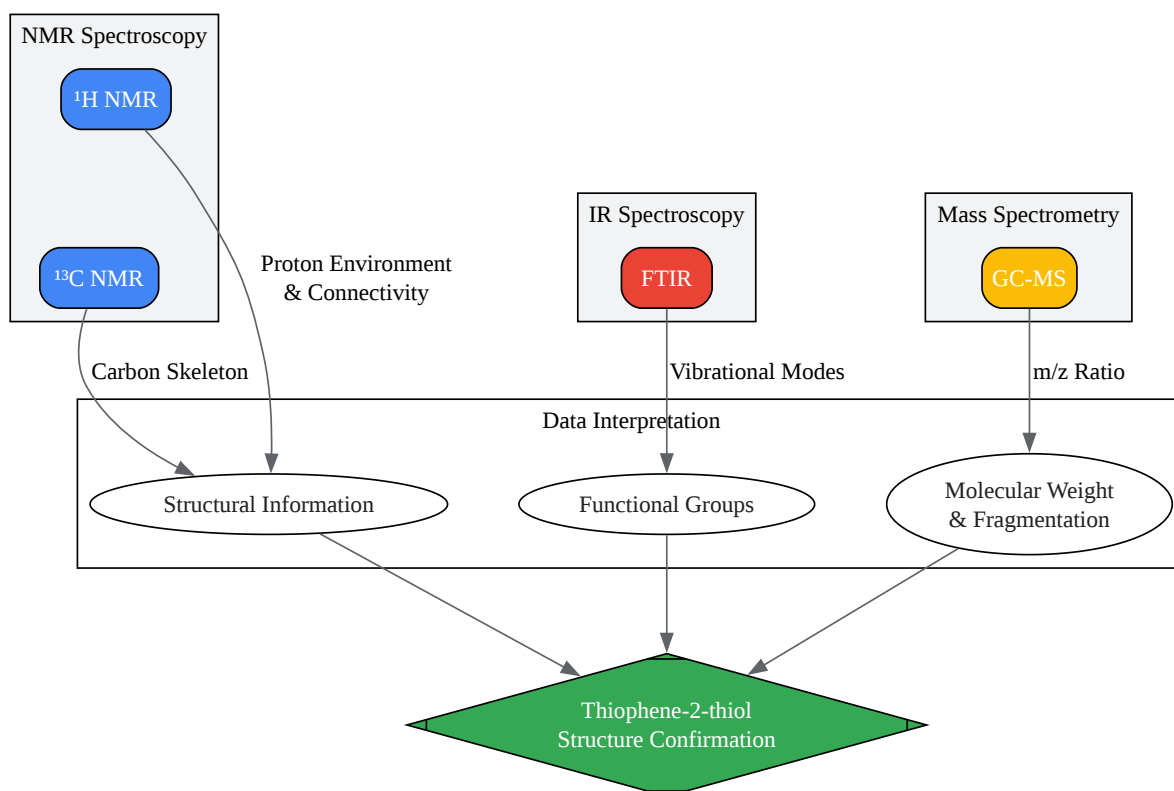 NMR Spectroscopy
¹H NMR
¹³C NMR
IR Spectroscopy
FTIR
Mass Spectrometry
GC-MS
Proton Environment
& Connectivity
Carbon Skeleton
Vibrational Modes
m/z Ratio
Data Interpretation
Structural Information
Functional Groups
Molecular Weight
& Fragmentation
Thiophene-2-thiol
Structure Confirmation